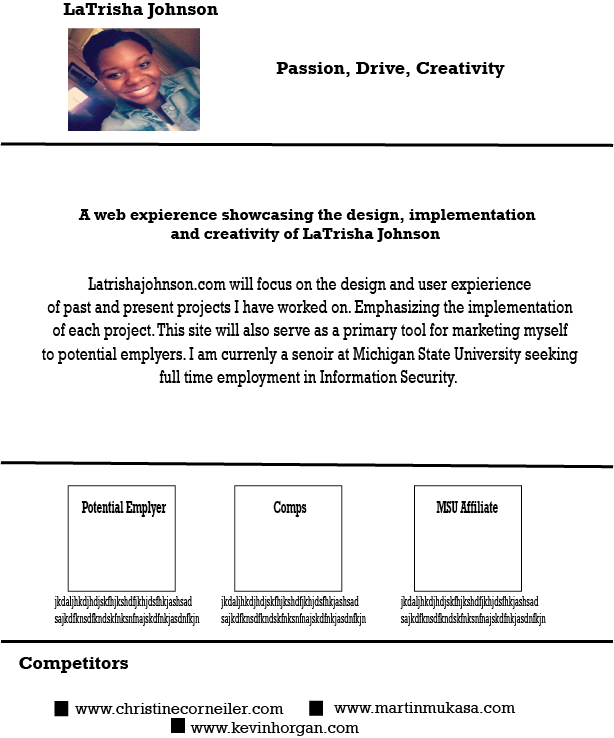 LaTrisha Johnson
Passion, Drive, Creativity
A web expierence showcasing the design, implementation
and creativity of LaTrisha Johnson
Latrishajohnson.com will focus on the design and user expierience
of past and present projects I have worked on. Emphasizing the implementation
of each project. This site will also serve as a primary tool for marketing myself
to potential emplyers. I am currenly a senoir at Michigan State University seeking
full time employment in Information Security.
Potential Emplyer
Comps
MSU Affiliate
jkdaljhkdjhdjskfhjkshdfjkhjdsfhkjashsad
sajkdfknsdfkndskfnksnfnajskdfnkjasdnfkjn
jkdaljhkdjhdjskfhjkshdfjkhjdsfhkjashsad
sajkdfknsdfkndskfnksnfnajskdfnkjasdnfkjn
jkdaljhkdjhdjskfhjkshdfjkhjdsfhkjashsad
sajkdfknsdfkndskfnksnfnajskdfnkjasdnfkjn
Competitors
www.christinecorneiler.com
www.martinmukasa.com
www.kevinhorgan.com